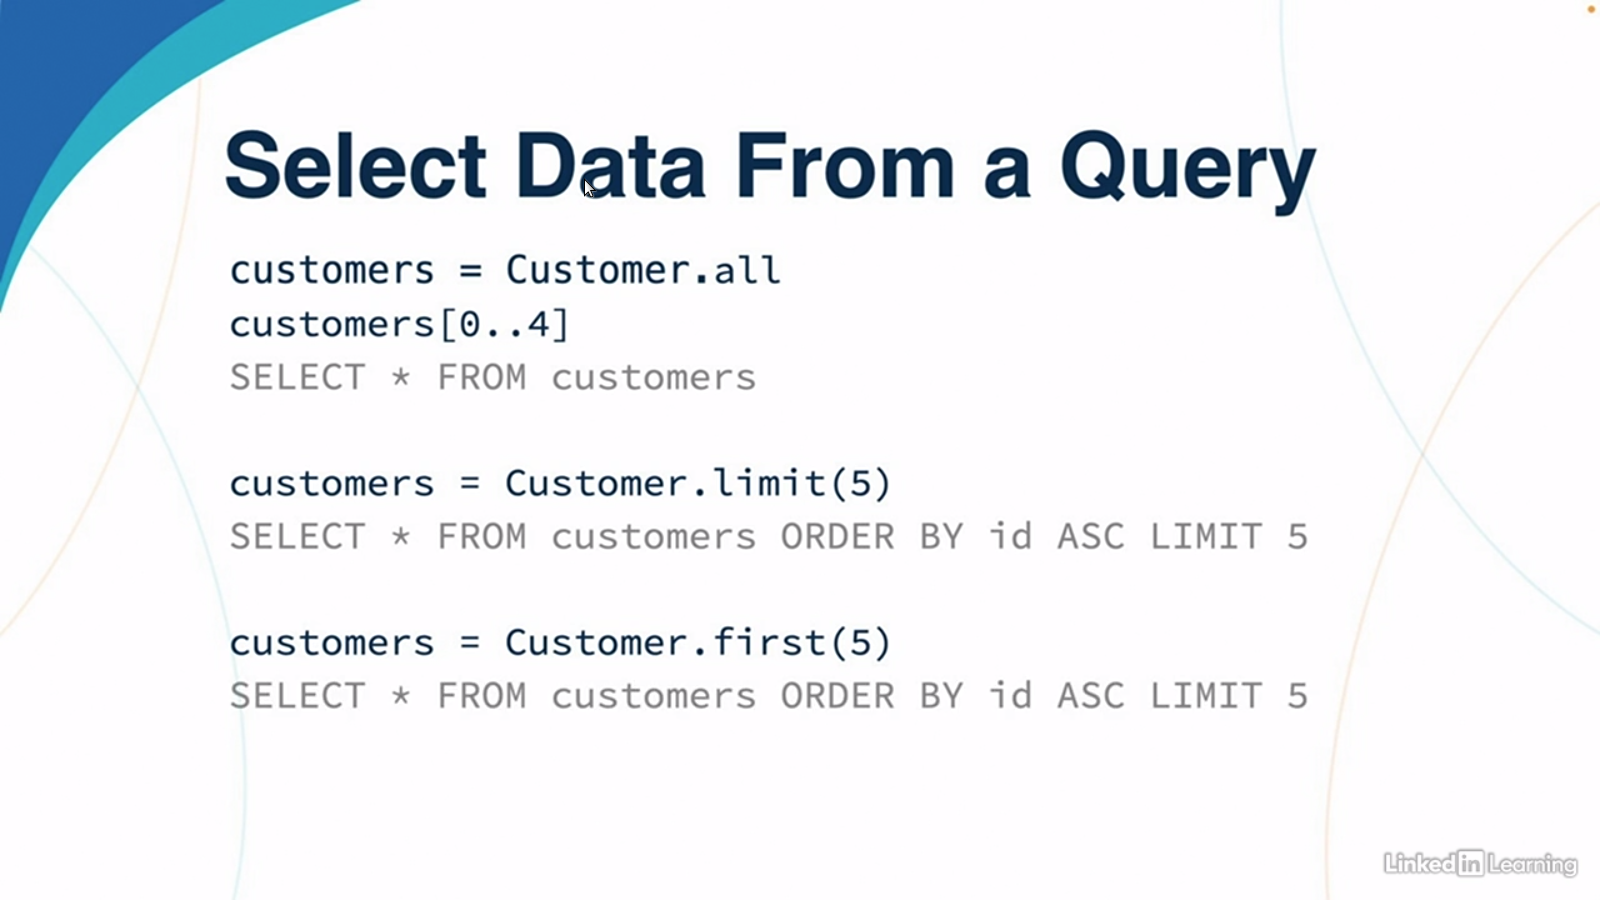 Select Data From a Query
customers = Customer.all
customers[0..4]
SELECT * FROM customers
customers = Customer.limit(5)
SELECT * FROM customers ORDER BY id ASC LIMIT 5
customers = Customer.first(5)
SELECT * FROM customers ORDER BY id ASC LIMIT 5
LinkedIn Learning